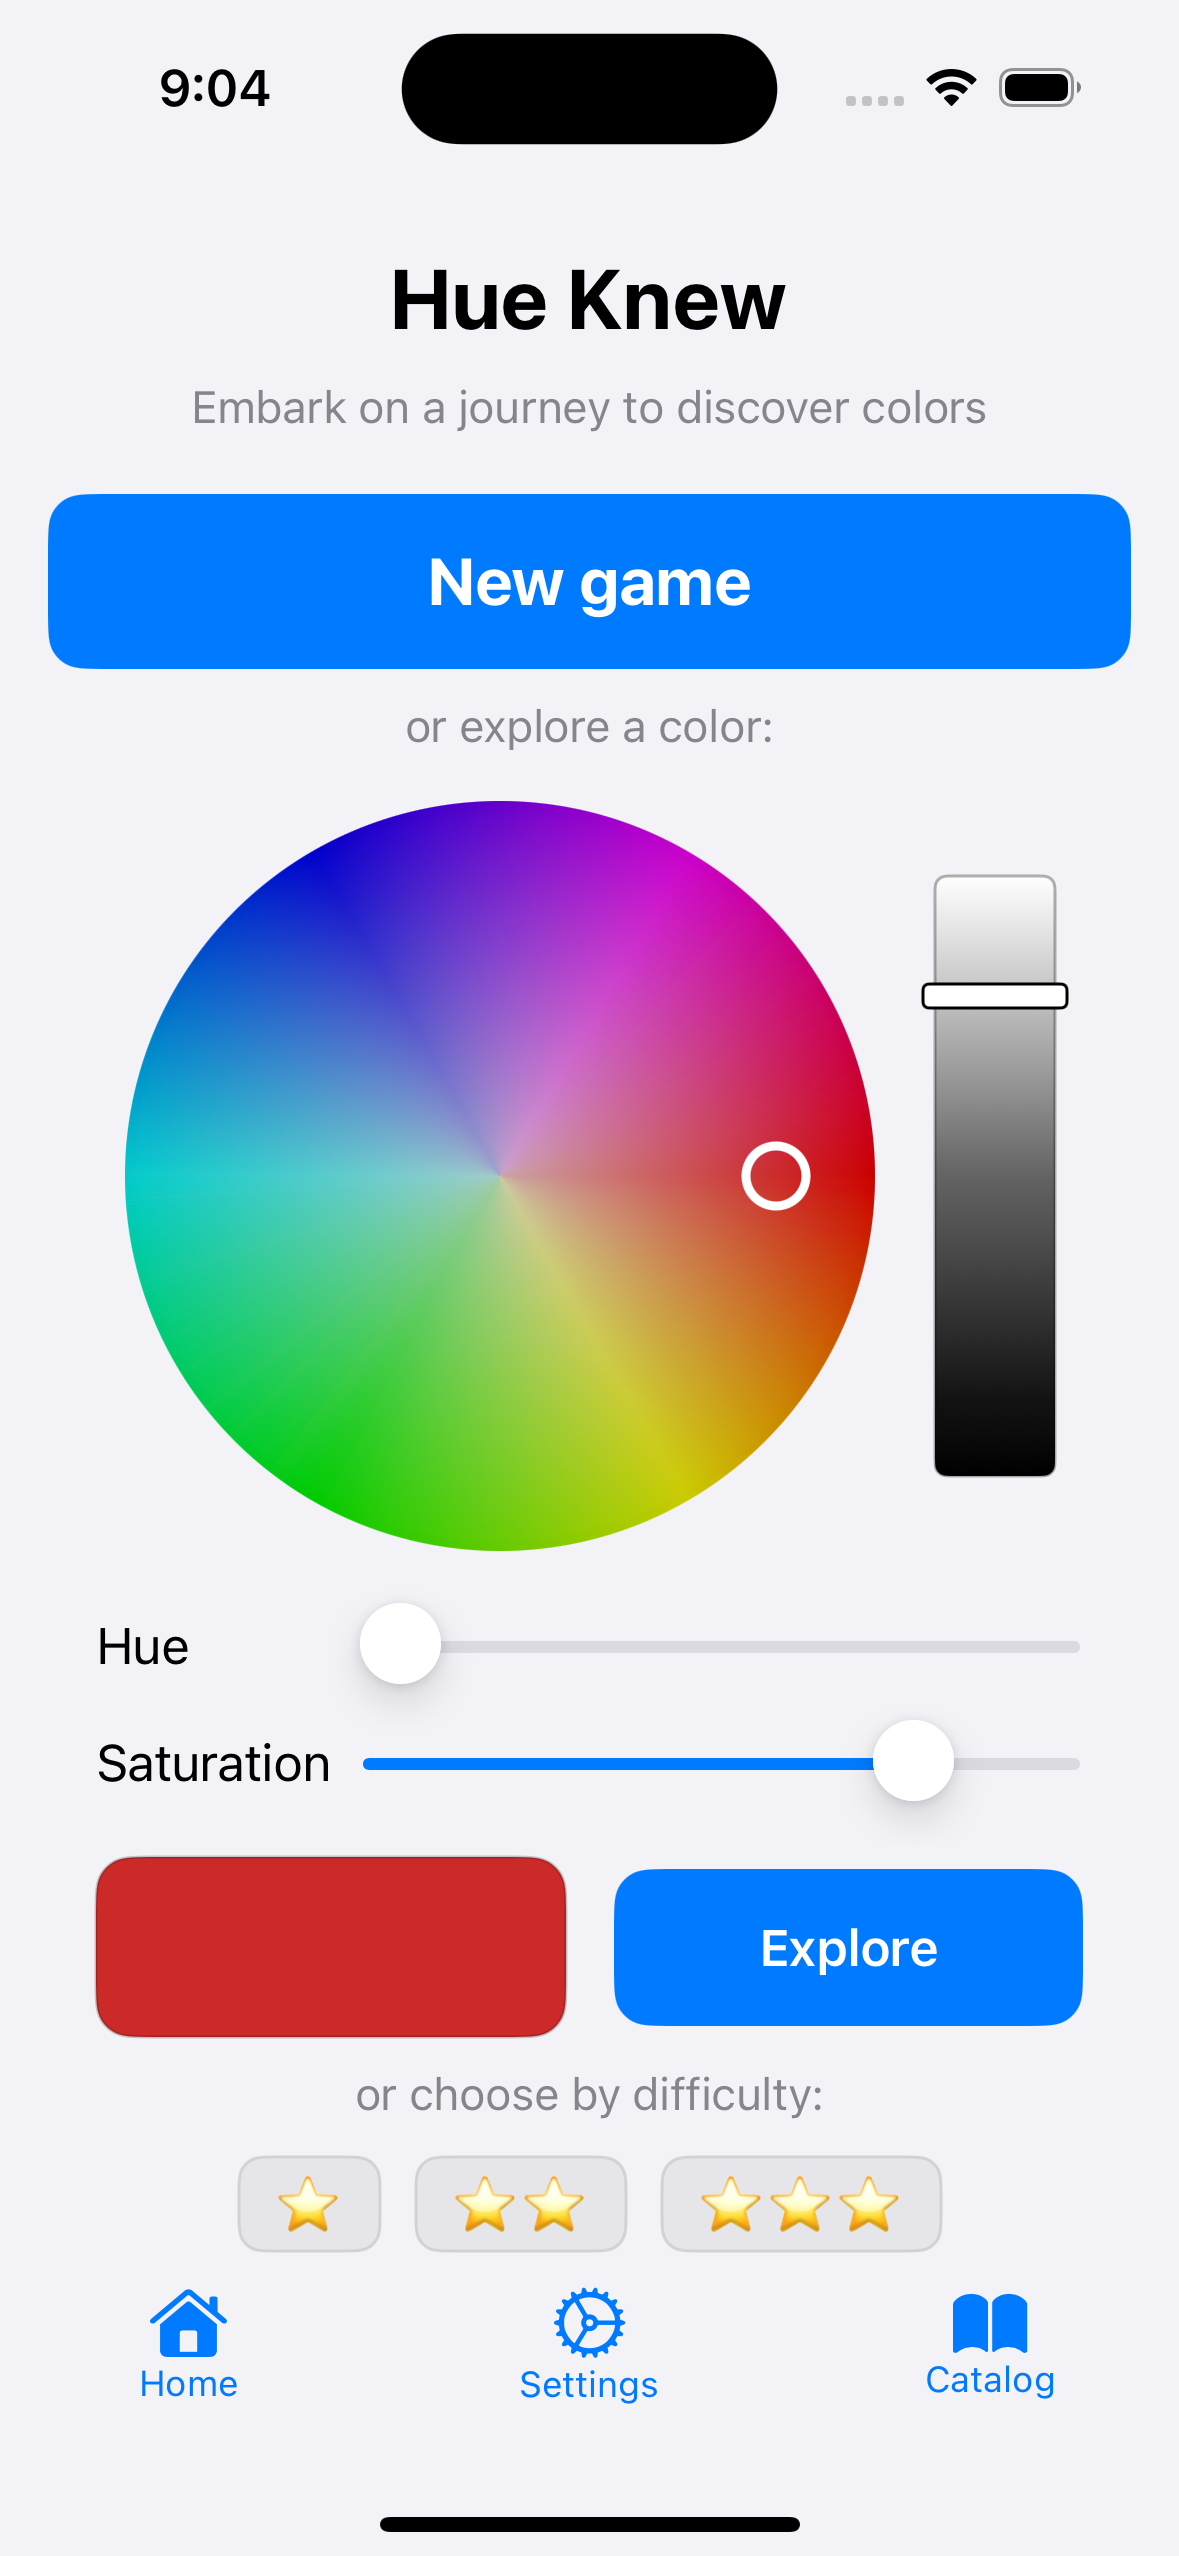 9:04
Hue Knew
Embark on a journey to discover colors
New game
or explore a color:
Hue
Saturation
Explore
or choose by difficulty:
Home
Settings
Catalog